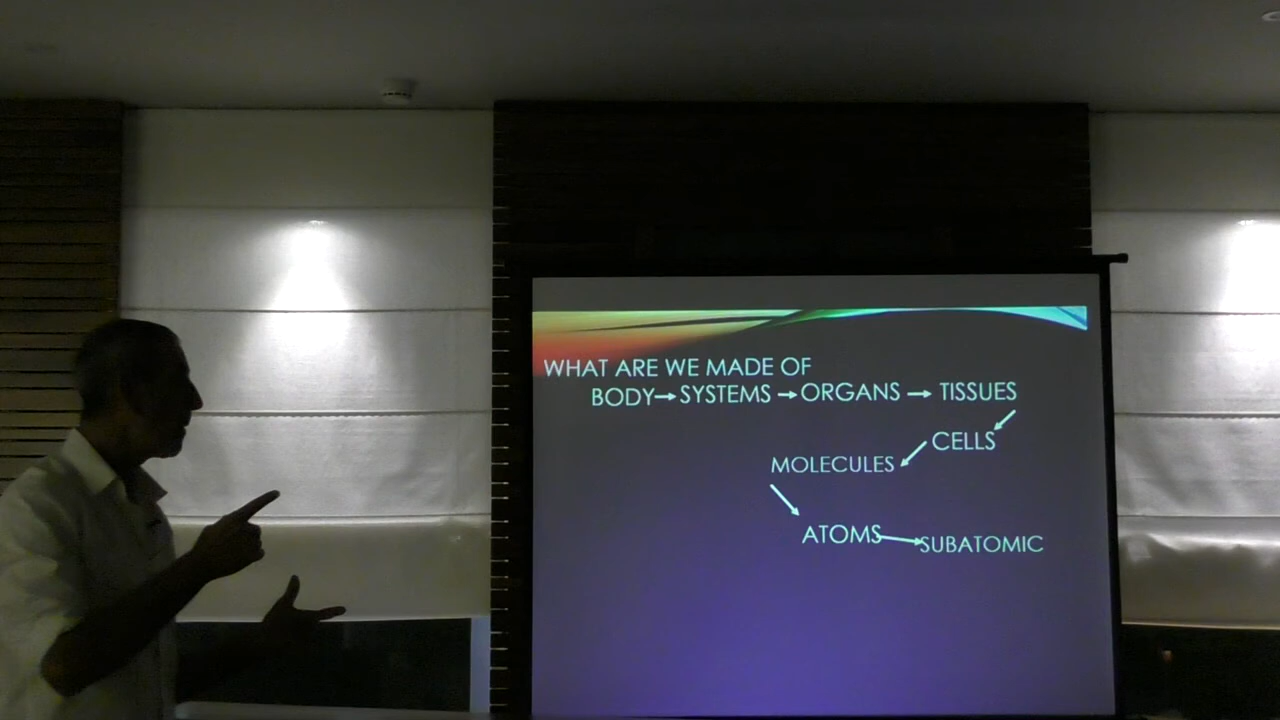 WHAT ARE WE MADE OF
BODY→SYSTEMS→ORGANS→TISSUES
CELLS
MOLECULES
ATOMS→SUBATOMIC